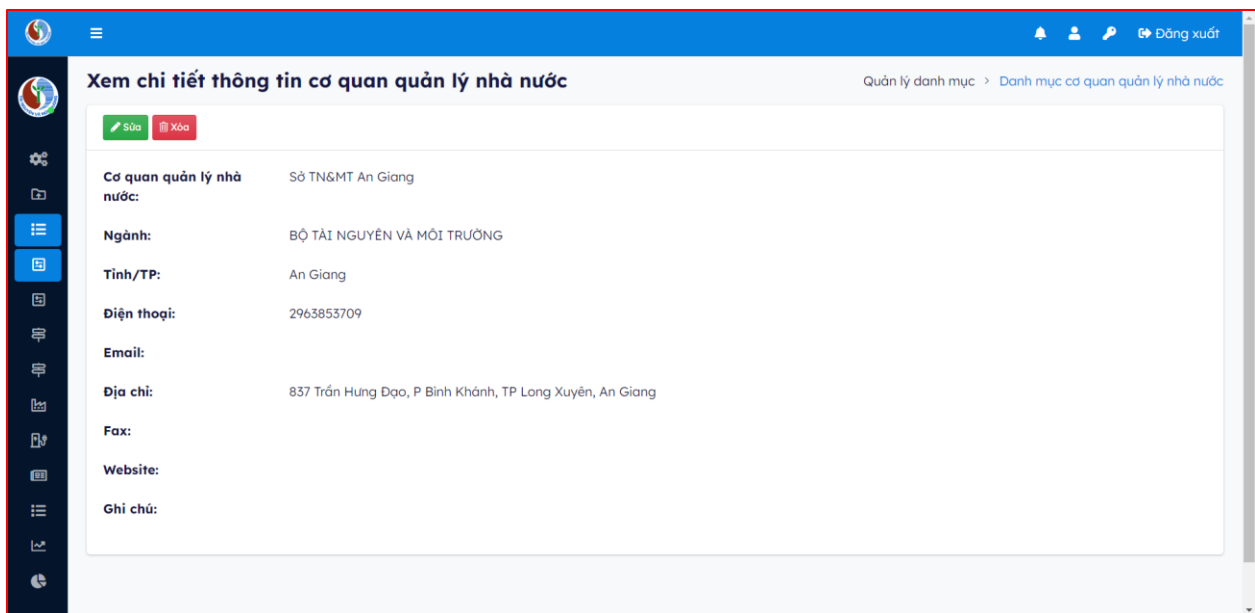 Đăng xuất
Xem chi tiết thông tin cơ quan quản lý nhà nước
Quản lý danh mục > Danh mục cơ quan quản lý nhà nước
Sửa Xóa
Cơ quan quản lý nhà nước: Sở TN&MT An Giang
Ngành: BỘ TÀI NGUYÊN VÀ MÔI TRƯỜNG
Tỉnh/TP: An Giang
Điện thoại: 2963853709
Email:
Địa chỉ: 837 Trần Hưng Đạo, P Bình Khánh, TP Long Xuyên, An Giang
Fax:
Website:
Ghi chú: